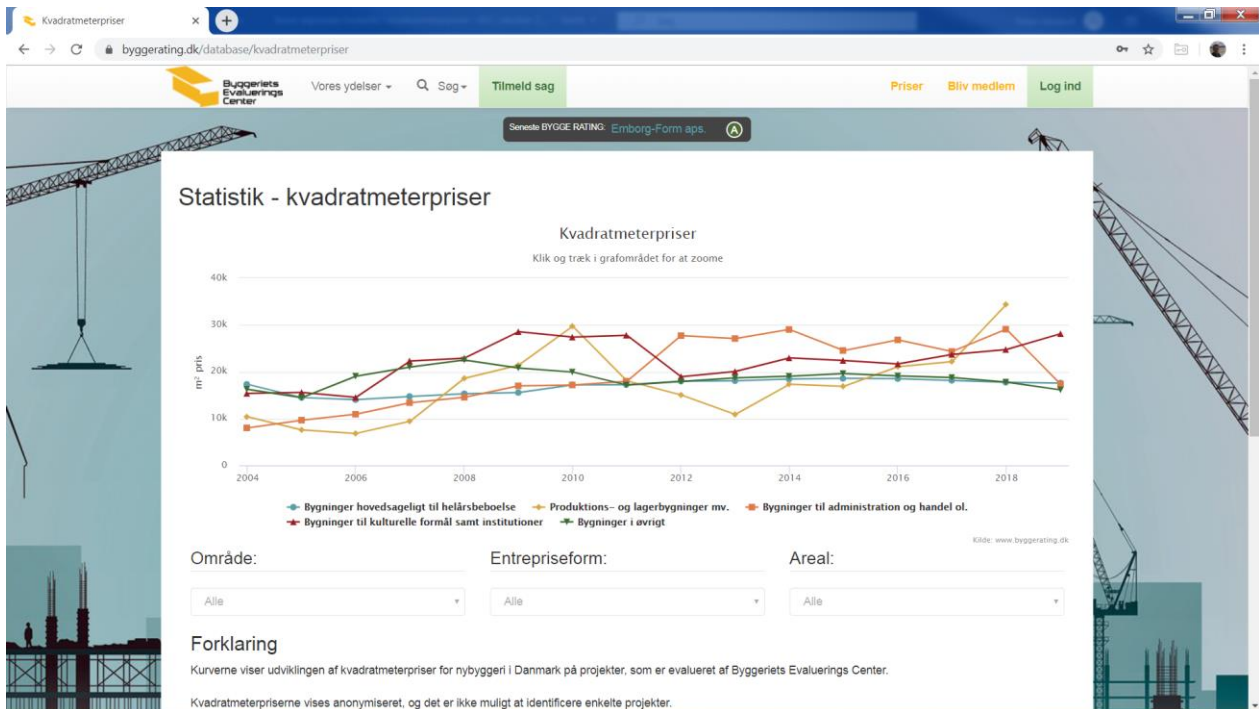 Kvadratmeterpriser
byggerating.dk/database/kvadratmeterpriser
Byggeriets
Evaluerings
Center
Vores ydelser
Søg
Tilmeld sag
Priser
Bliv medlem
Log ind
Seneste BYGGE RATING: Emborg-Form aps. A
Statistik - kvadratmeterpriser
Kvadratmeterpriser
Klik og træk i grafområdet for at zoome
40k
30k
20k
10k
0
m² pris
2004 2006 2008 2010 2012 2014 2016 2018
Bygninger hovedsageligt til helårsbeboelse Produktions- og lagerbygninger mv. Bygninger til administration og handel ol.
Bygninger til kulturelle formål samt institutioner Bygninger i øvrigt
Kilde: www.byggerating.dk
Område: Entrepriseform: Areal:
Alle Alle Alle
Forklaring
Kurverne viser udviklingen af kvadratmeterpriser for nybyggeri i Danmark på projekter, som er evalueret af Byggeriets Evaluerings Center.
Kvadratmeterpriserne vises anonymiseret, og det er ikke muligt at identificere enkelte projekter.